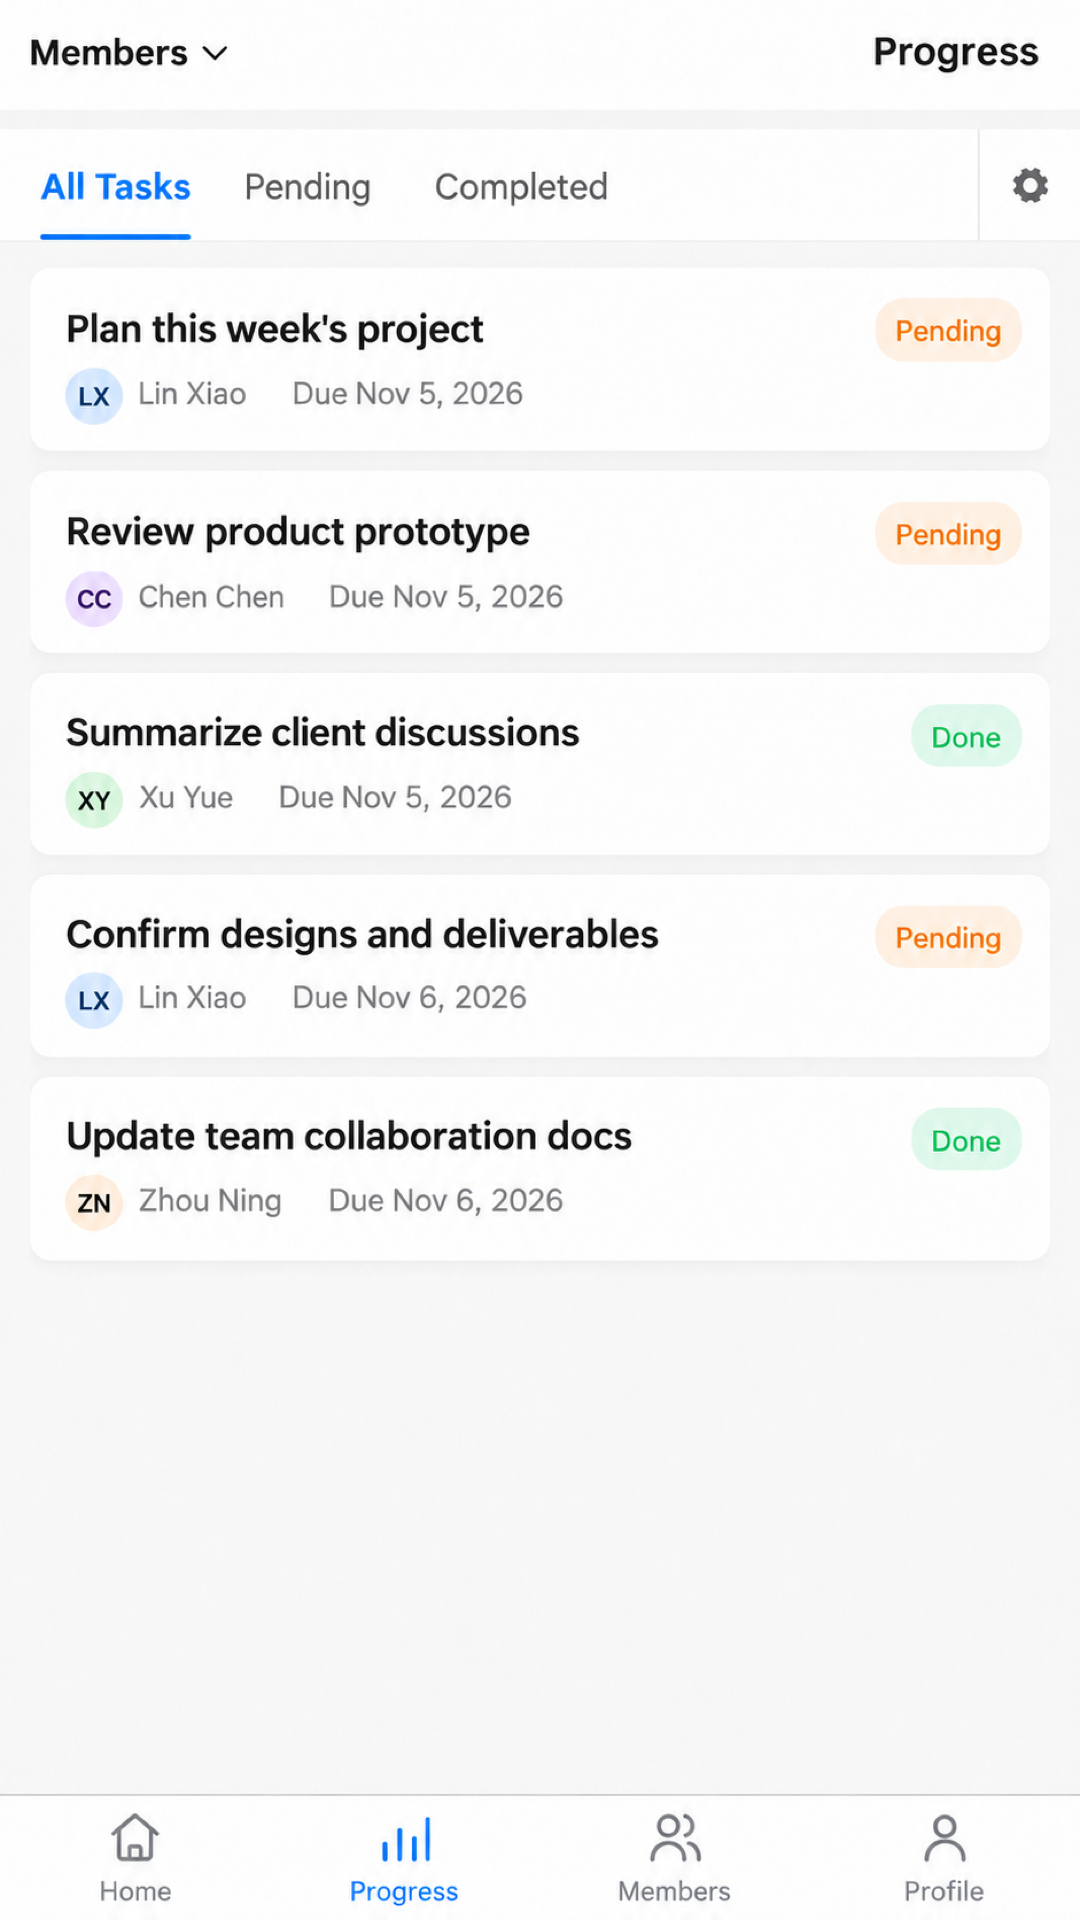 Members
Progress
All Tasks
Pending
Completed
Plan this week's project
Pending
LX
Lin Xiao
Due Nov 5, 2026
Review product prototype
Pending
CC
Chen Chen
Due Nov 5, 2026
Summarize client discussions
Done
XY
Xu Yue
Due Nov 5, 2026
Confirm designs and deliverables
Pending
LX
Lin Xiao
Due Nov 6, 2026
Update team collaboration docs
Done
ZN
Zhou Ning
Due Nov 6, 2026
Home
Progress
Members
Profile